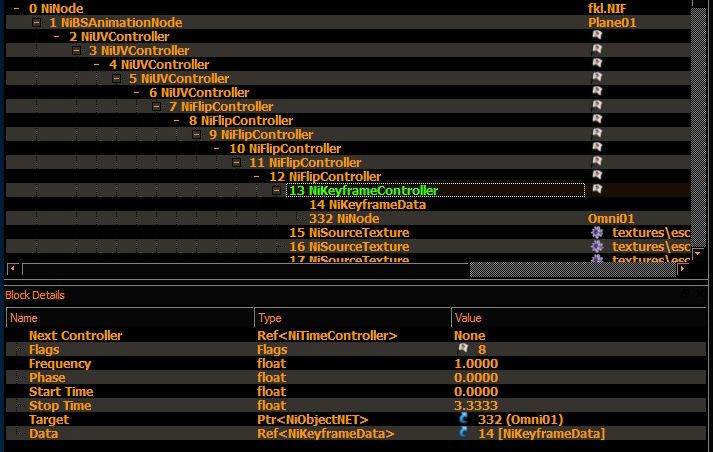 0 NiNode fkl.NIF
1 NiBSAnimationNode Plane01
2 NiUVController
3 NiUVController
4 NiUVController
5 NiUVController
6 NiUVController
7 NiFlipController
8 NiFlipController
9 NiFlipController
10 NiFlipController
11 NiFlipController
12 NiFlipController
13 NiKeyframeController
14 NiKeyframeData
332 NiNode Omni01
15 NiSourceTexture textures\esc
16 NiSourceTexture textures\esc
17 NiSourceTexture textures\esc
Block Details
Name Type Value
Next Controller Ref<NiTimeController> None
Flags Flags 8
Frequency float 1.0000
Phase float 0.0000
Start Time float 0.0000
Stop Time float 3.3333
Target Ptr<NiObjectNET> 332 (Omni01)
Data Ref<NiKeyframeData> 14 [NiKeyframeData]